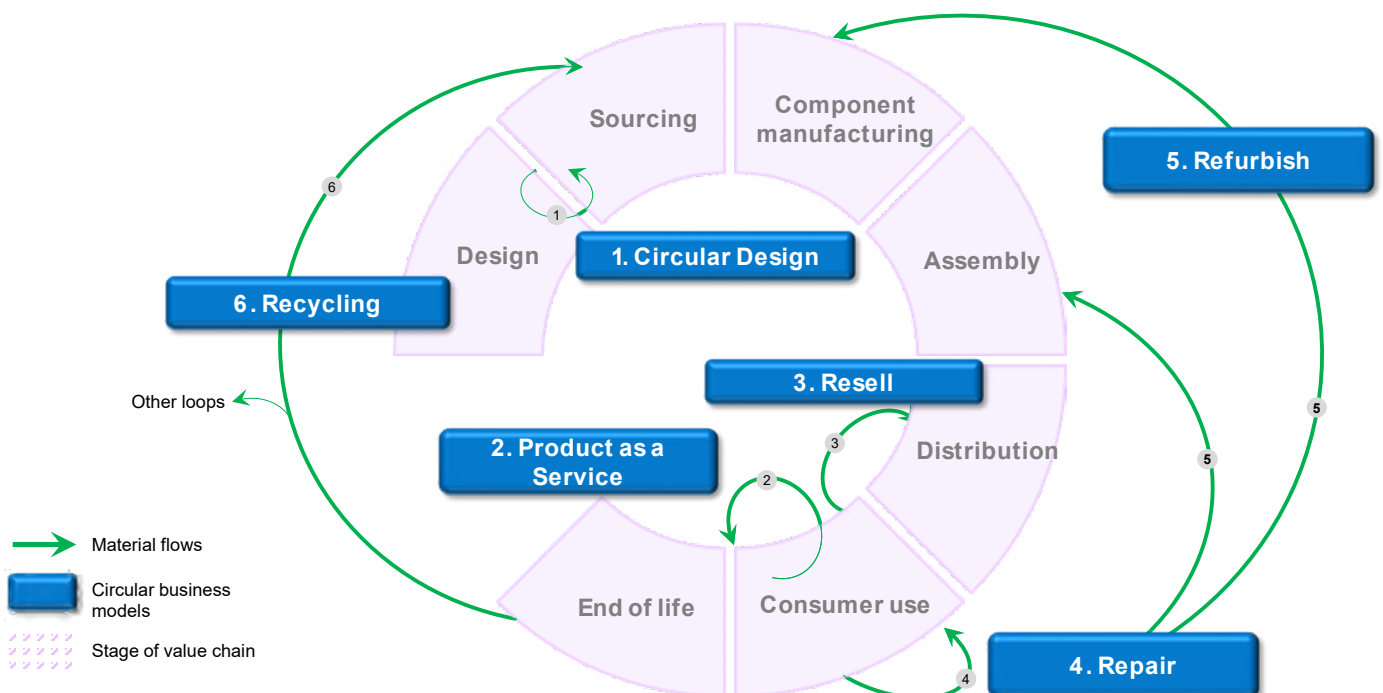 Component
manufacturing
Sourcing
5. Refurbish
6
1
Design
1. Circular Design
Assembly
6. Recycling
3. Resell
Other loops
5
2. Product as a
Service
3
Distribution
5
2
Material flows
Circular business
models
End of life
Consumer use
Stage of value chain
4. Repair
4